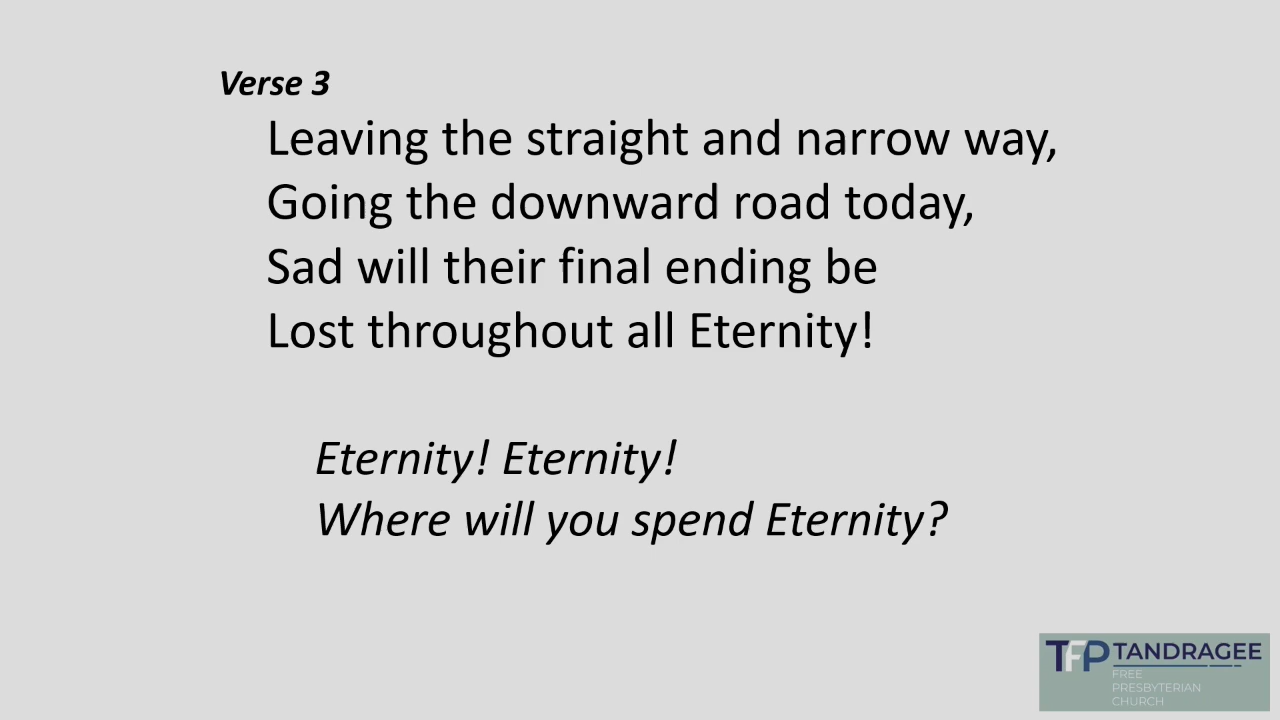 Verse 3
Leaving the straight and narrow way,
Going the downward road today,
Sad will their final ending be
Lost throughout all Eternity!
Eternity! Eternity!
Where will you spend Eternity?
TFP TANDRAGEE
FREE
PRESBYTERIAN
CHURCH